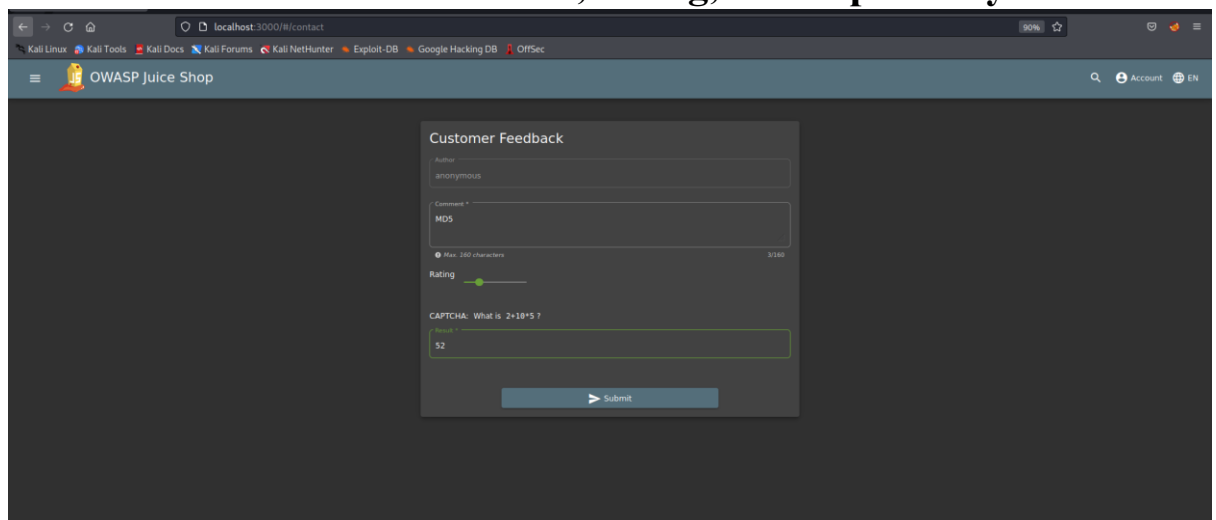 localhost:3000/#/contact
90%
Kali Linux Kali Tools Kali Docs Kali Forums Kali NetHunter Exploit-DB Google Hacking DB OffSec
OWASP Juice Shop
Account EN
Customer Feedback
Author
anonymous
Comment *
MD5
Max. 160 characters 3/160
Rating
CAPTCHA: What is 2+10*5 ?
Result *
52
Submit